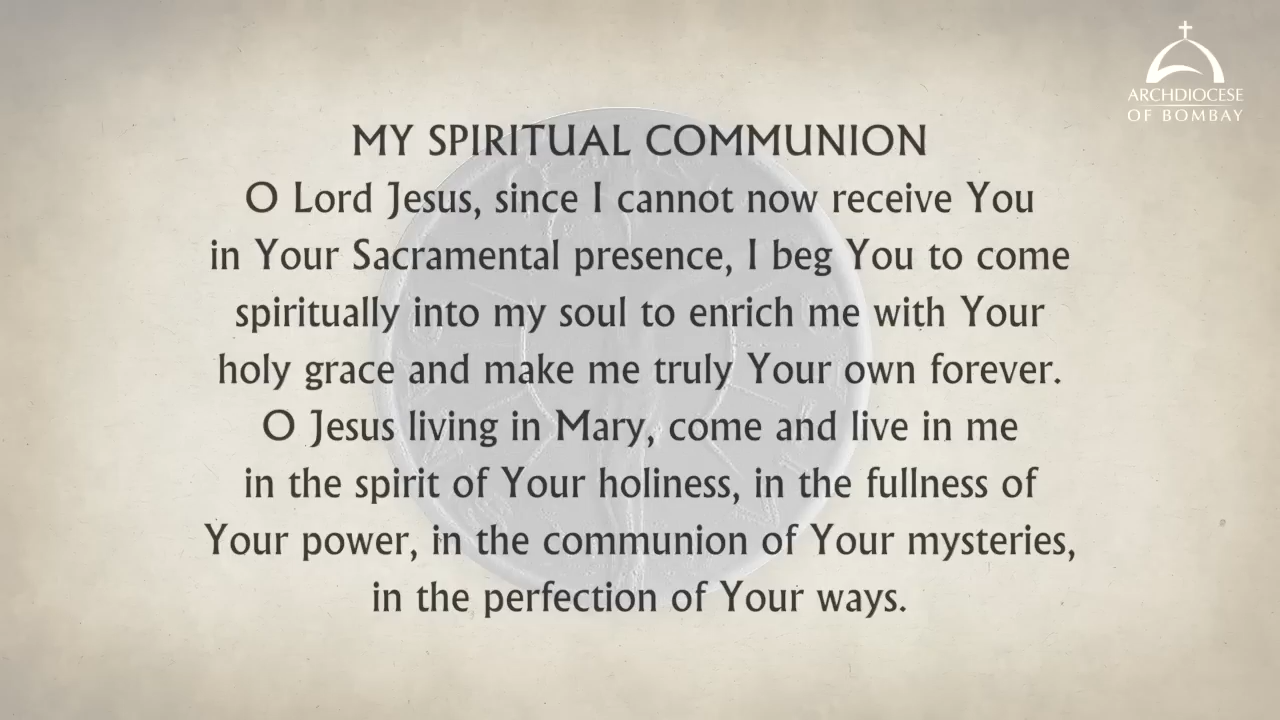 ARCHDIOCESE
OF BOMBAY
MY SPIRITUAL COMMUNION
O Lord Jesus, since I cannot now receive You
in Your Sacramental presence, I beg You to come
spiritually into my soul to enrich me with Your
holy grace and make me truly Your own forever.
O Jesus living in Mary, come and live in me
in the spirit of Your holiness, in the fullness of
Your power, in the communion of Your mysteries,
in the perfection of Your ways.